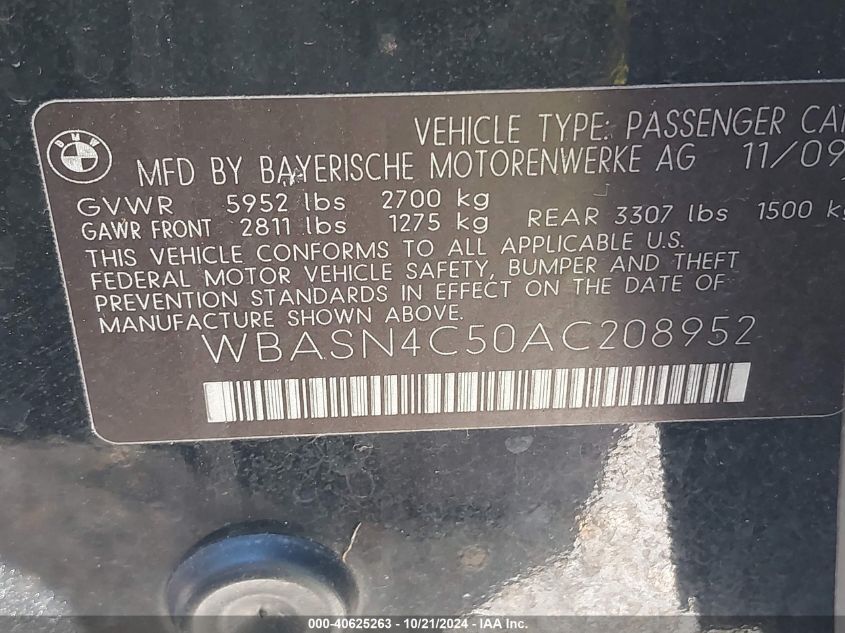 BMW
VEHICLE TYPE: PASSENGER CAR
MFD BY BAYERISCHE MOTORENWERKE AG 11/09
GVWR 5952 lbs 2700 kg
GAWR FRONT 2811 lbs 1275 kg REAR 3307 lbs 1500 kg
THIS VEHICLE CONFORMS TO ALL APPLICABLE U.S.
FEDERAL MOTOR VEHICLE SAFETY, BUMPER AND THEFT
PREVENTION STANDARDS IN EFFECT ON THE DATE OF
MANUFACTURE SHOWN ABOVE.
WBASN4C50AC208952
000-40625263 - 10/21/2024 - IAA Inc.